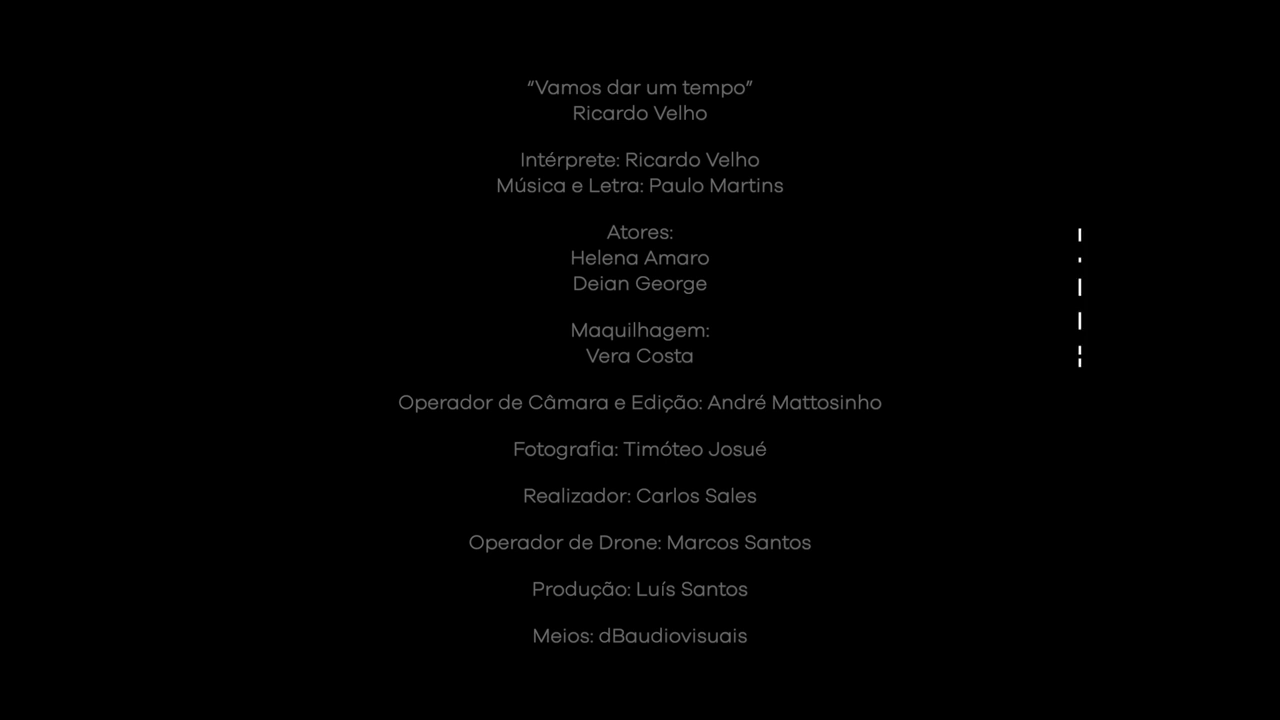 “Vamos dar um tempo”
Ricardo Velho
Intérprete: Ricardo Velho
Música e Letra: Paulo Martins
Atores:
Helena Amaro
Deian George
Maquilhagem:
Vera Costa
Operador de Câmara e Edição: André Mattosinho
Fotografia: Timóteo Josué
Realizador: Carlos Sales
Operador de Drone: Marcos Santos
Produção: Luís Santos
Meios: dBaudiovisuais